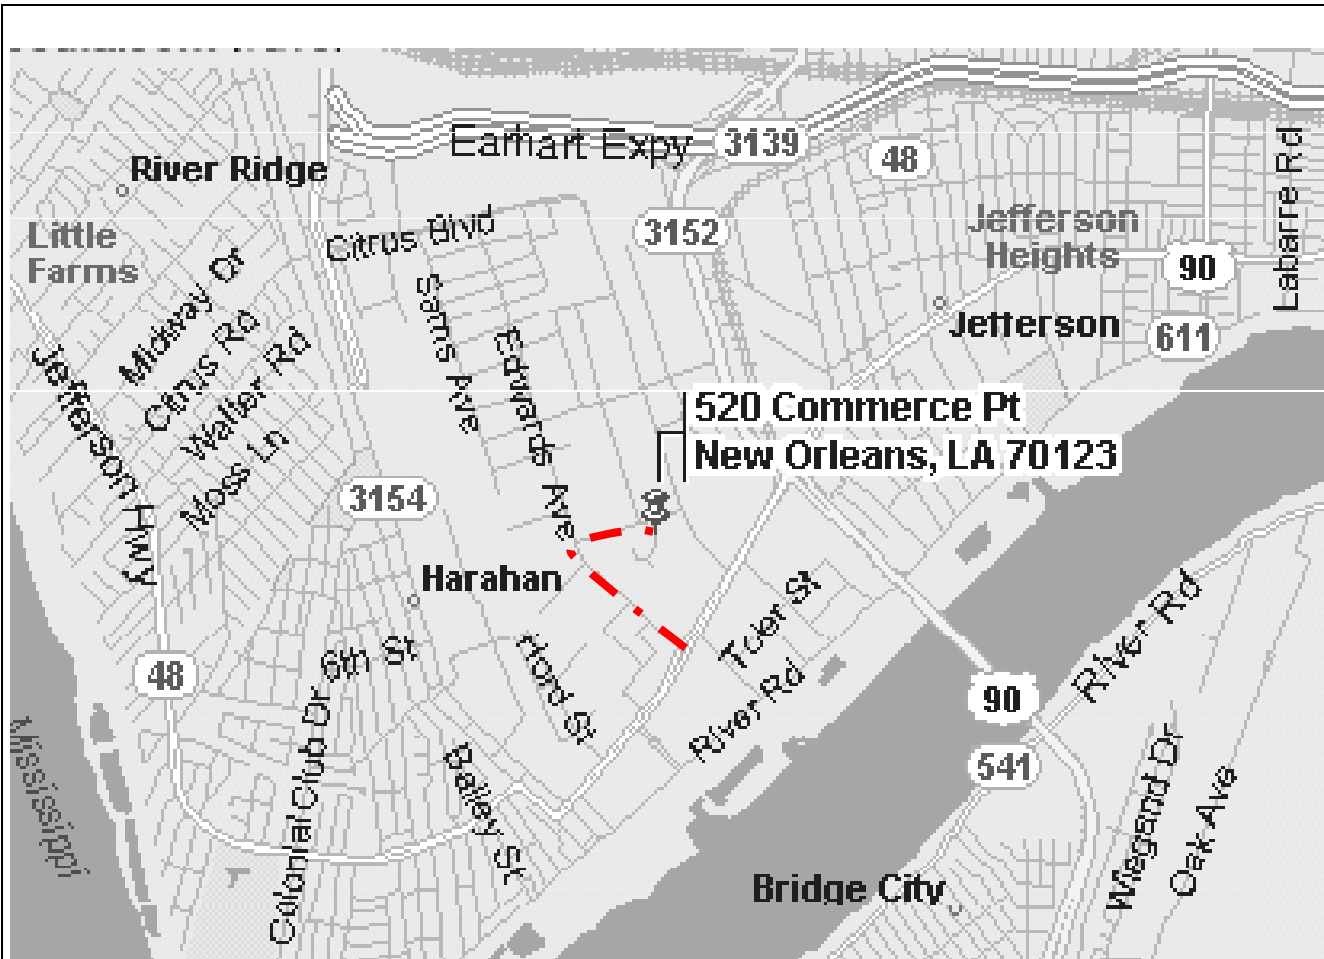 Earhart Expy
3139
48
River Ridge
Labarre Rd
Citrus Blvd
3152
Jefferson
Heights
Little
Farms
90
Midway Dr
Sams Ave
Jefferson
611
Citrus Rd
Edwards Ave
Walter Rd
Jefferson Hwy
520 Commerce Pt
New Orleans, LA 70123
Moss Ln
3154
Harahan
River Rd
6th St
Hord St
48
River Rd
90
Mississippi
Colonial Club Dr
541
Wiegand Dr
Bailey St
Oak Ave
Bridge City